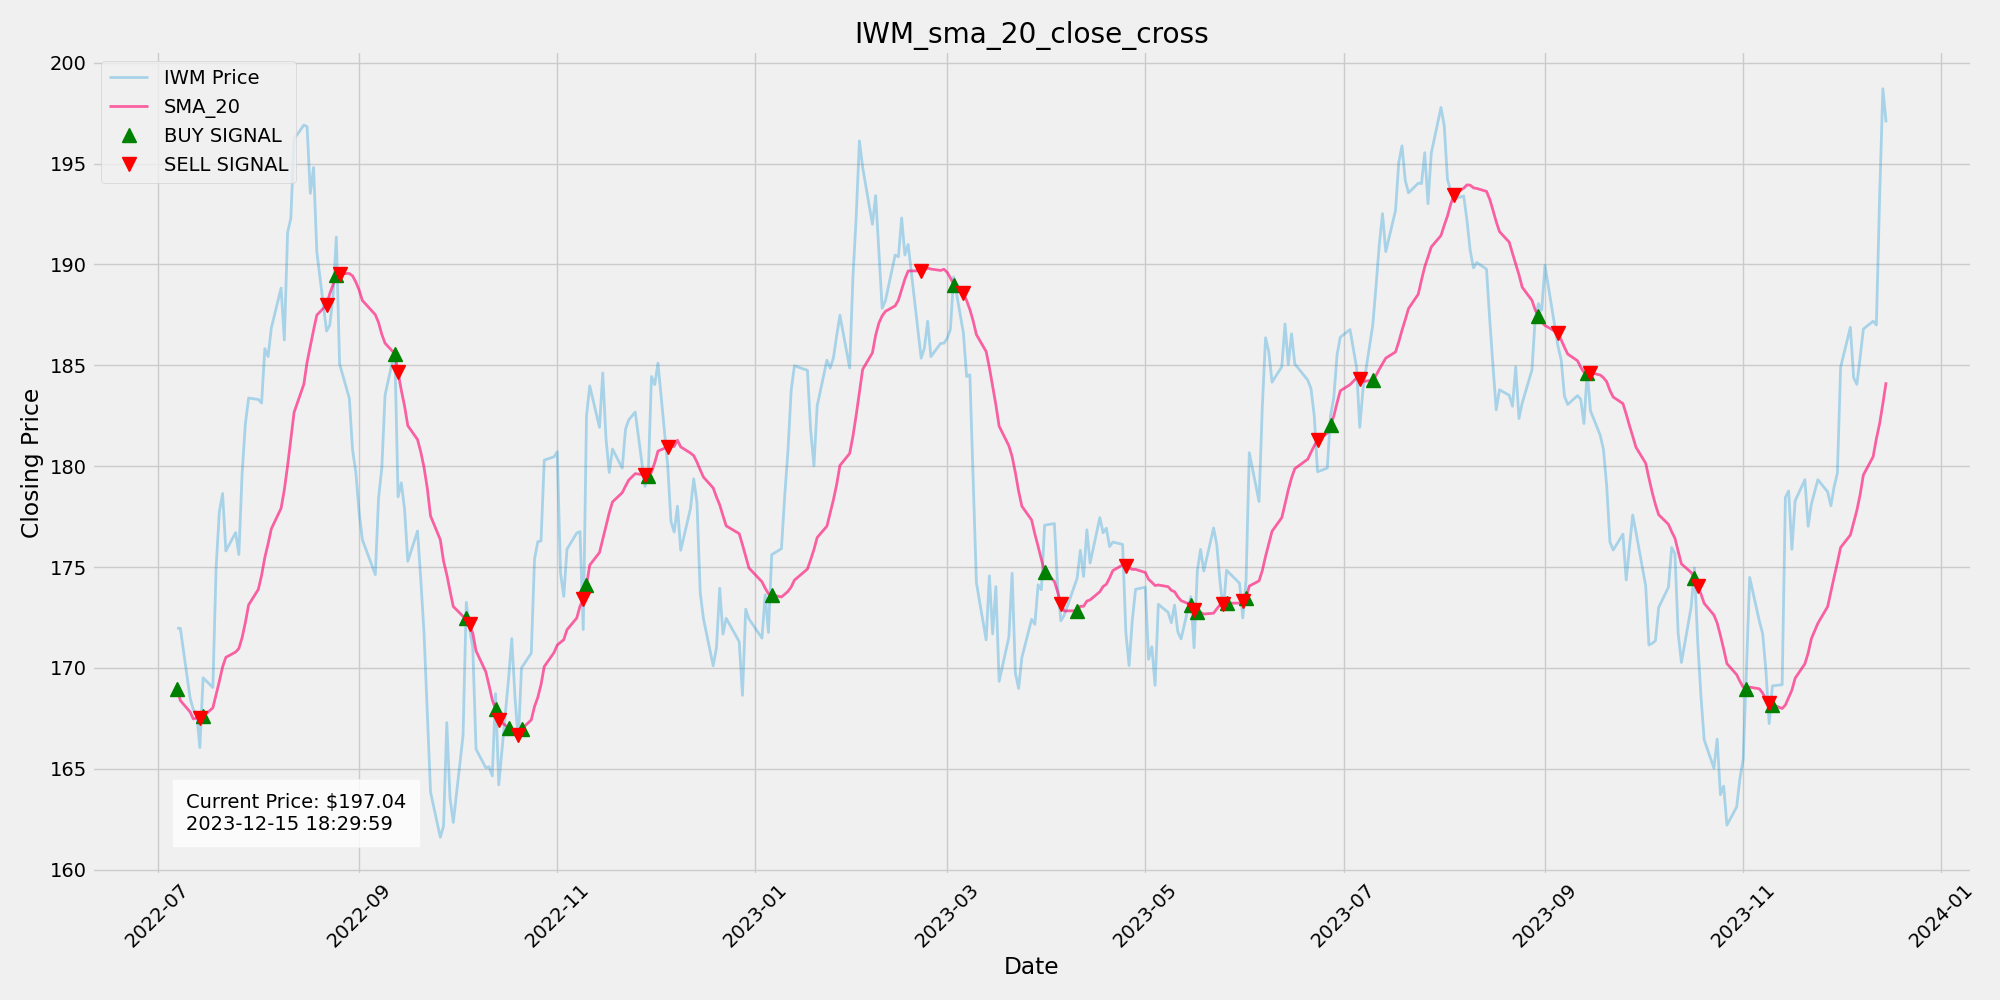 IWM_sma_20_close_cross
IWM Price
SMA_20
BUY SIGNAL
SELL SIGNAL
Closing Price
200
195
190
185
180
175
170
165
160
Current Price: $197.04
2023-12-15 18:29:59
2022-07
2022-09
2022-11
2023-01
2023-03
2023-05
2023-07
2023-09
2023-11
2024-01
Date